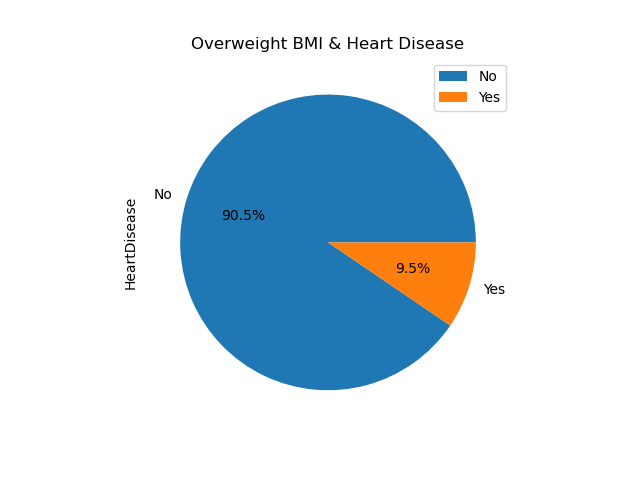 Overweight BMI & Heart Disease
No
Yes
No
90.5%
HeartDisease
9.5%
Yes